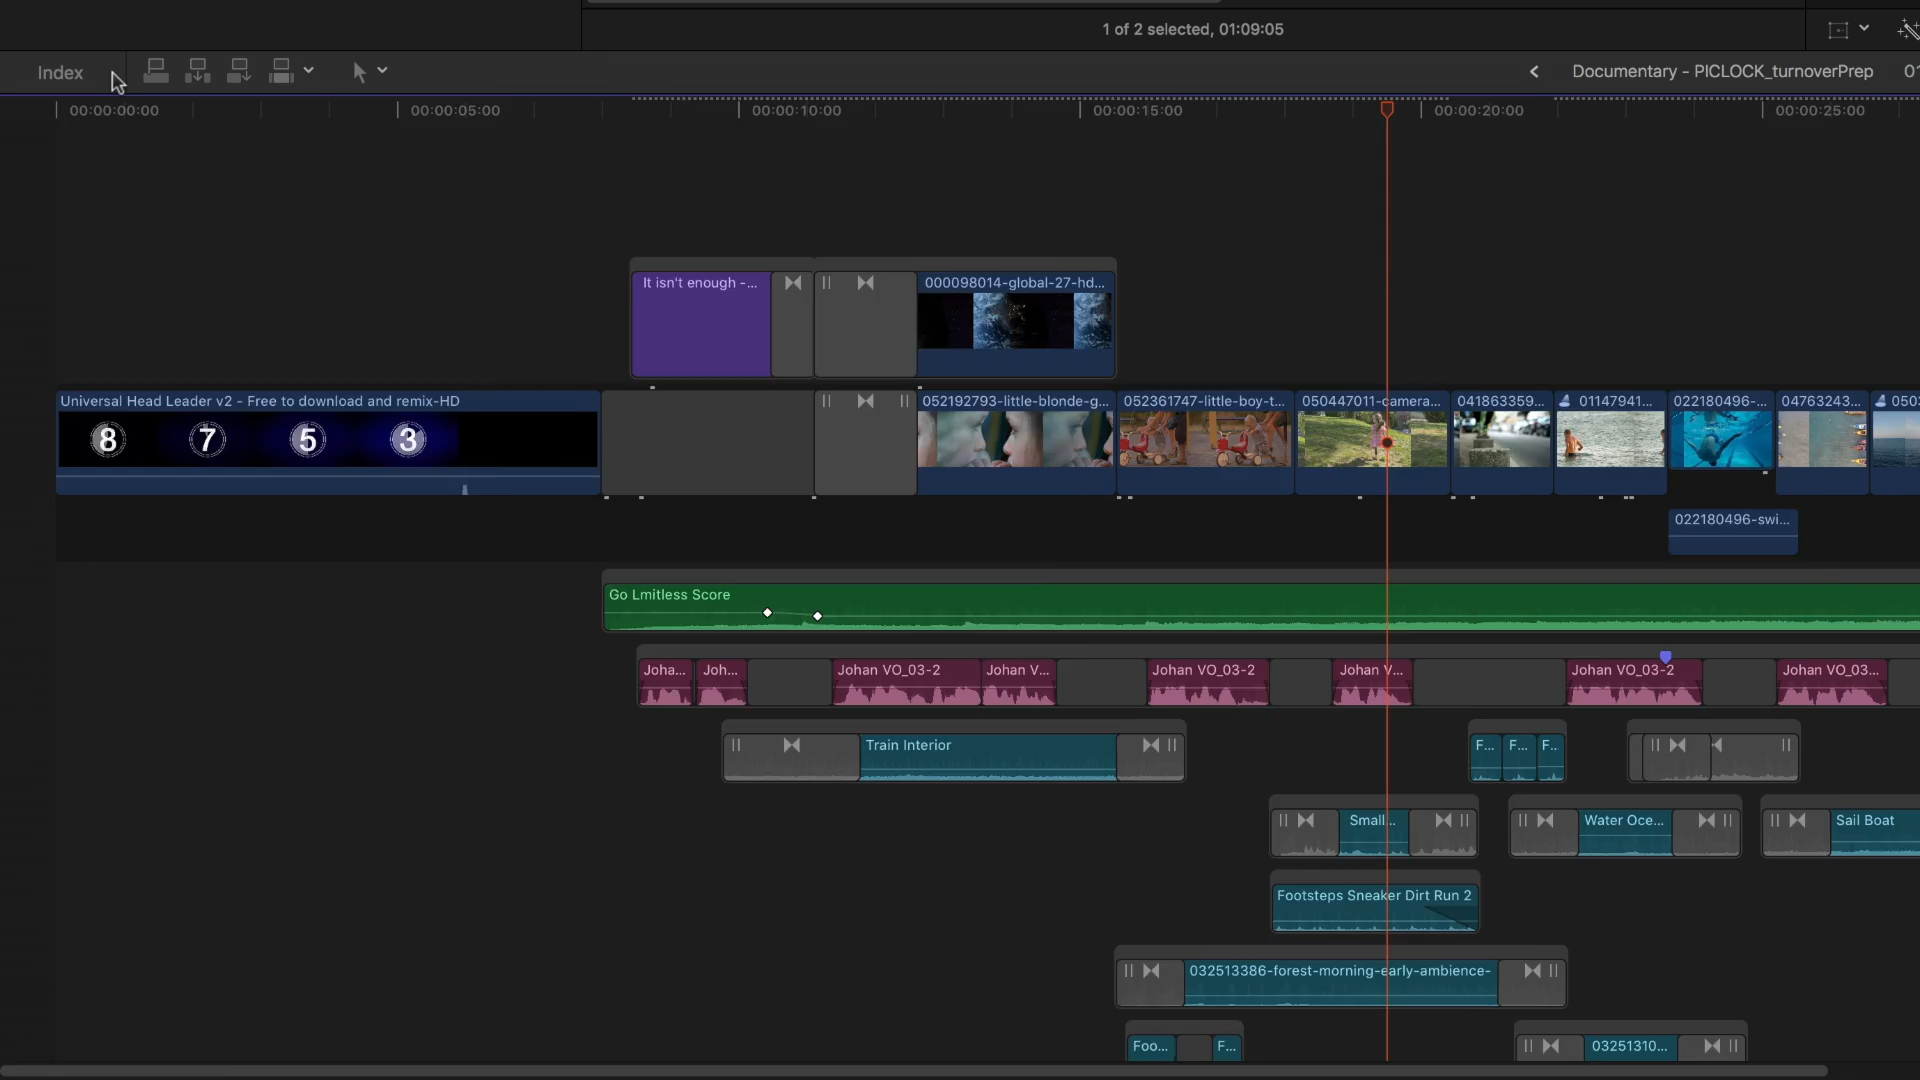 1 of 2 selected, 01:09:05
Index
Documentary - PICLOCK_turnoverPrep
00:00:00:00
00:00:05:00
00:00:10:00
00:00:15:00
00:00:20:00
00:00:25:00
It isn't enough -...
000098014-global-27-hd...
Universal Head Leader v2 - Free to download and remix-HD
052192793-little-blonde-g...
052361747-little-boy-t...
050447011-camera...
041863359...
01147941...
022180496-...
04763243...
8
7
5
3
022180496-swi...
Go Lmitless Score
Joha...
Joh...
Johan VO_03-2
Johan V...
Johan VO_03-2
Johan V...
Johan VO_03-2
Johan VO_03...
Train Interior
F...
F...
F..
Small...
Water Oce...
Sail Boat
Footsteps Sneaker Dirt Run 2
032513386-forest-morning-early-ambience-
Foo...
F...
03251310...